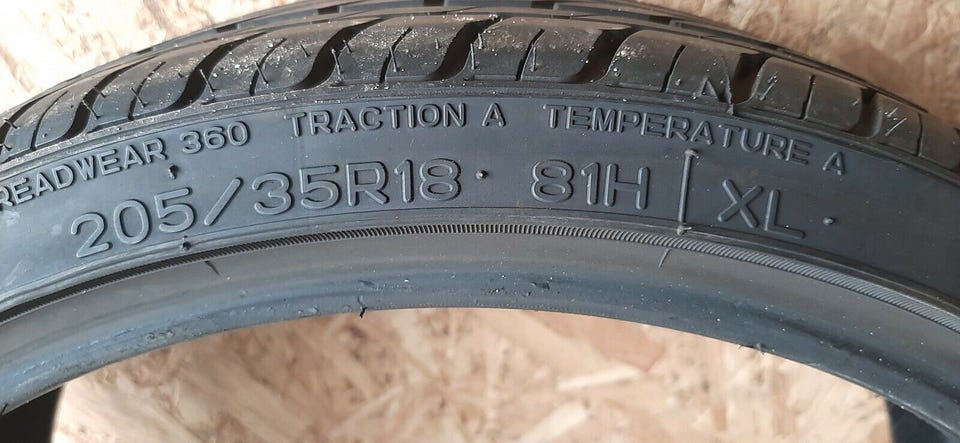 READWEAR 360 TRACTION A TEMPERATURE A
205/35R18 81H XL